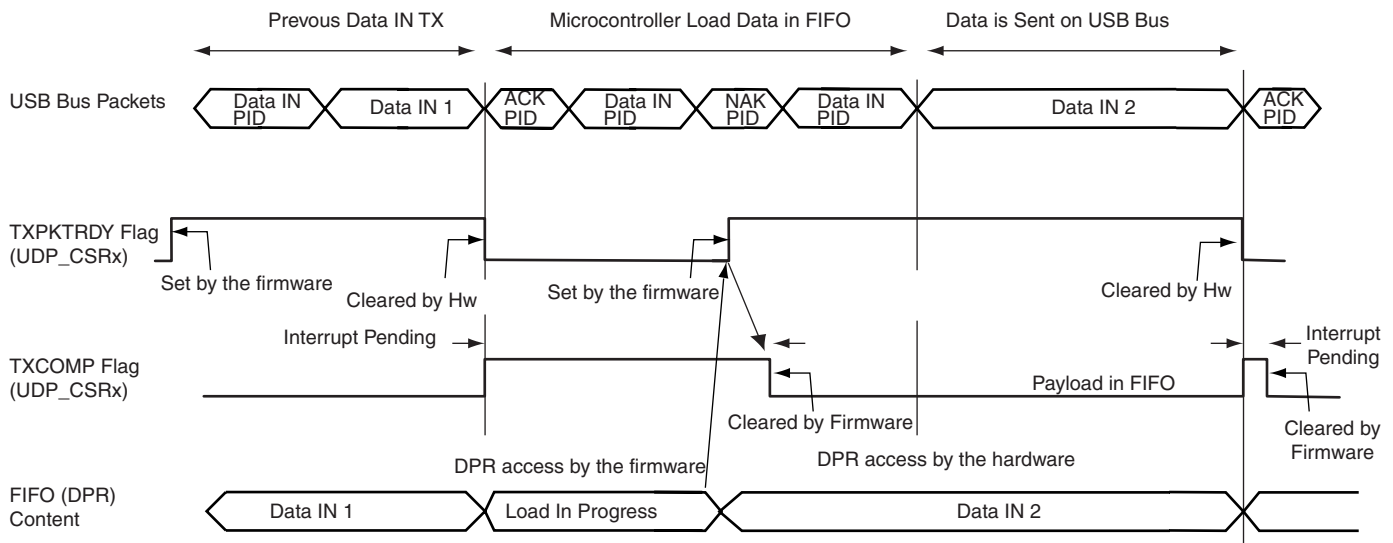 Prevous Data IN TX
Microcontroller Load Data in FIFO
Data is Sent on USB Bus
USB Bus Packets
Data IN
PID
Data IN 1
ACK
PID
Data IN
PID
NAK
PID
Data IN
PID
Data IN 2
ACK
PID
TXPKTRDY Flag
(UDP_CSRx)
Set by the firmware
Cleared by Hw
Set by the firmware
Cleared by Hw
Interrupt Pending
Interrupt
Pending
TXCOMP Flag
(UDP_CSRx)
Payload in FIFO
Cleared by Firmware
Cleared by
Firmware
DPR access by the firmware
DPR access by the hardware
FIFO (DPR)
Content
Data IN 1
Load In Progress
Data IN 2